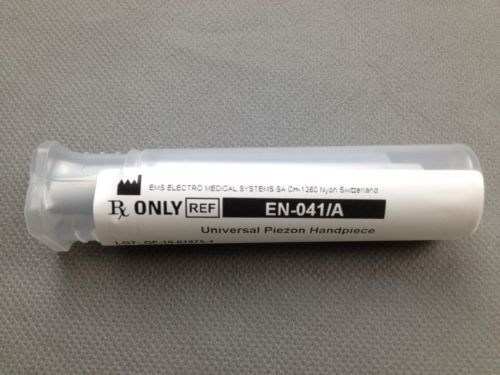 EMS ELECTRO MEDICAL SYSTEMS SA CH-1260 Nyon Switzerland
Rx ONLY REF EN-041/A
Universal Piezon Handpiece